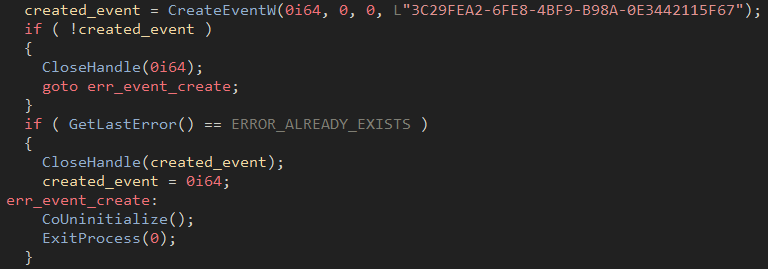 created_event = CreateEventW(0i64, 0, 0, L"3C29FEA2-6FE8-4BF9-B98A-0E3442115F67");
if ( !created_event )
{
CloseHandle(0i64);
goto err_event_create;
}
if ( GetLastError() == ERROR_ALREADY_EXISTS )
{
CloseHandle(created_event);
created_event = 0i64;
err_event_create:
CoUninitialize();
ExitProcess(0);
}